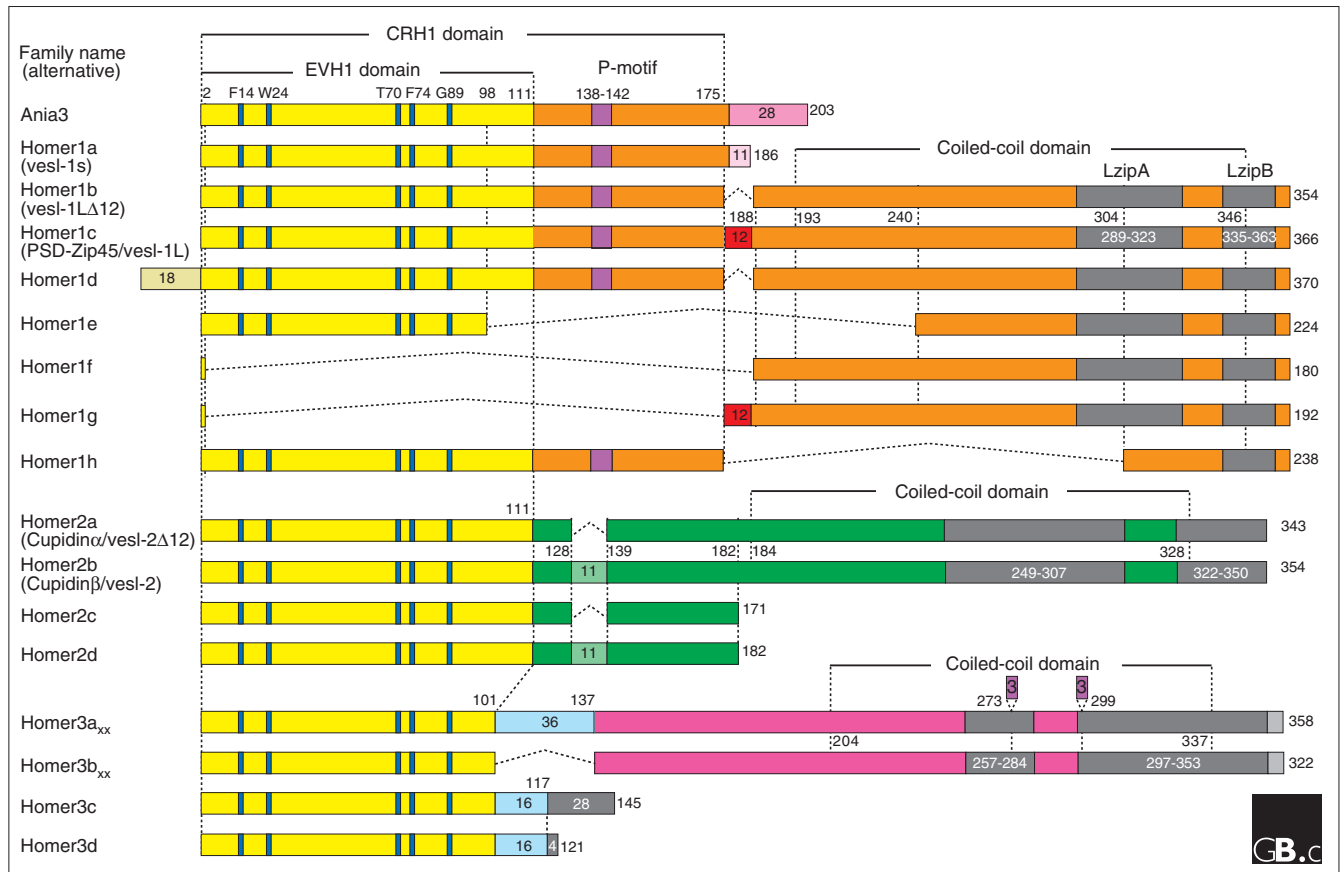 CRH1 domain
Family name
(alternative)
EVH1 domain
P-motif
2 F14 W24 T70 F74 G89 98 111 138-142 175
Ania3 28 203
Homer1a 11 186 Coiled-coil domain
(vesl-1s)
LzipA LzipB
Homer1b 354
(vesl-1LΔ12)
188 193 240 304 346
Homer1c 12 289-323 335-363 366
(PSD-Zip45/vesl-1L)
18 Homer1d 370
Homer1e 224
Homer1f 180
Homer1g 12 192
Homer1h 238
Coiled-coil domain
111
Homer2a 343
(Cupidinα/vesl-2Δ12)
128 139 182 184 328
Homer2b 11 249-307 322-350 354
(Cupidinβ/vesl-2)
Homer2c 171
Homer2d 11 182
Coiled-coil domain
3 3
101 137 273 299
Homer3axx 36 358
204 337
Homer3bxx 257-284 297-353 322
117
Homer3c 16 28 145
Homer3d 16 4 121
GB.c